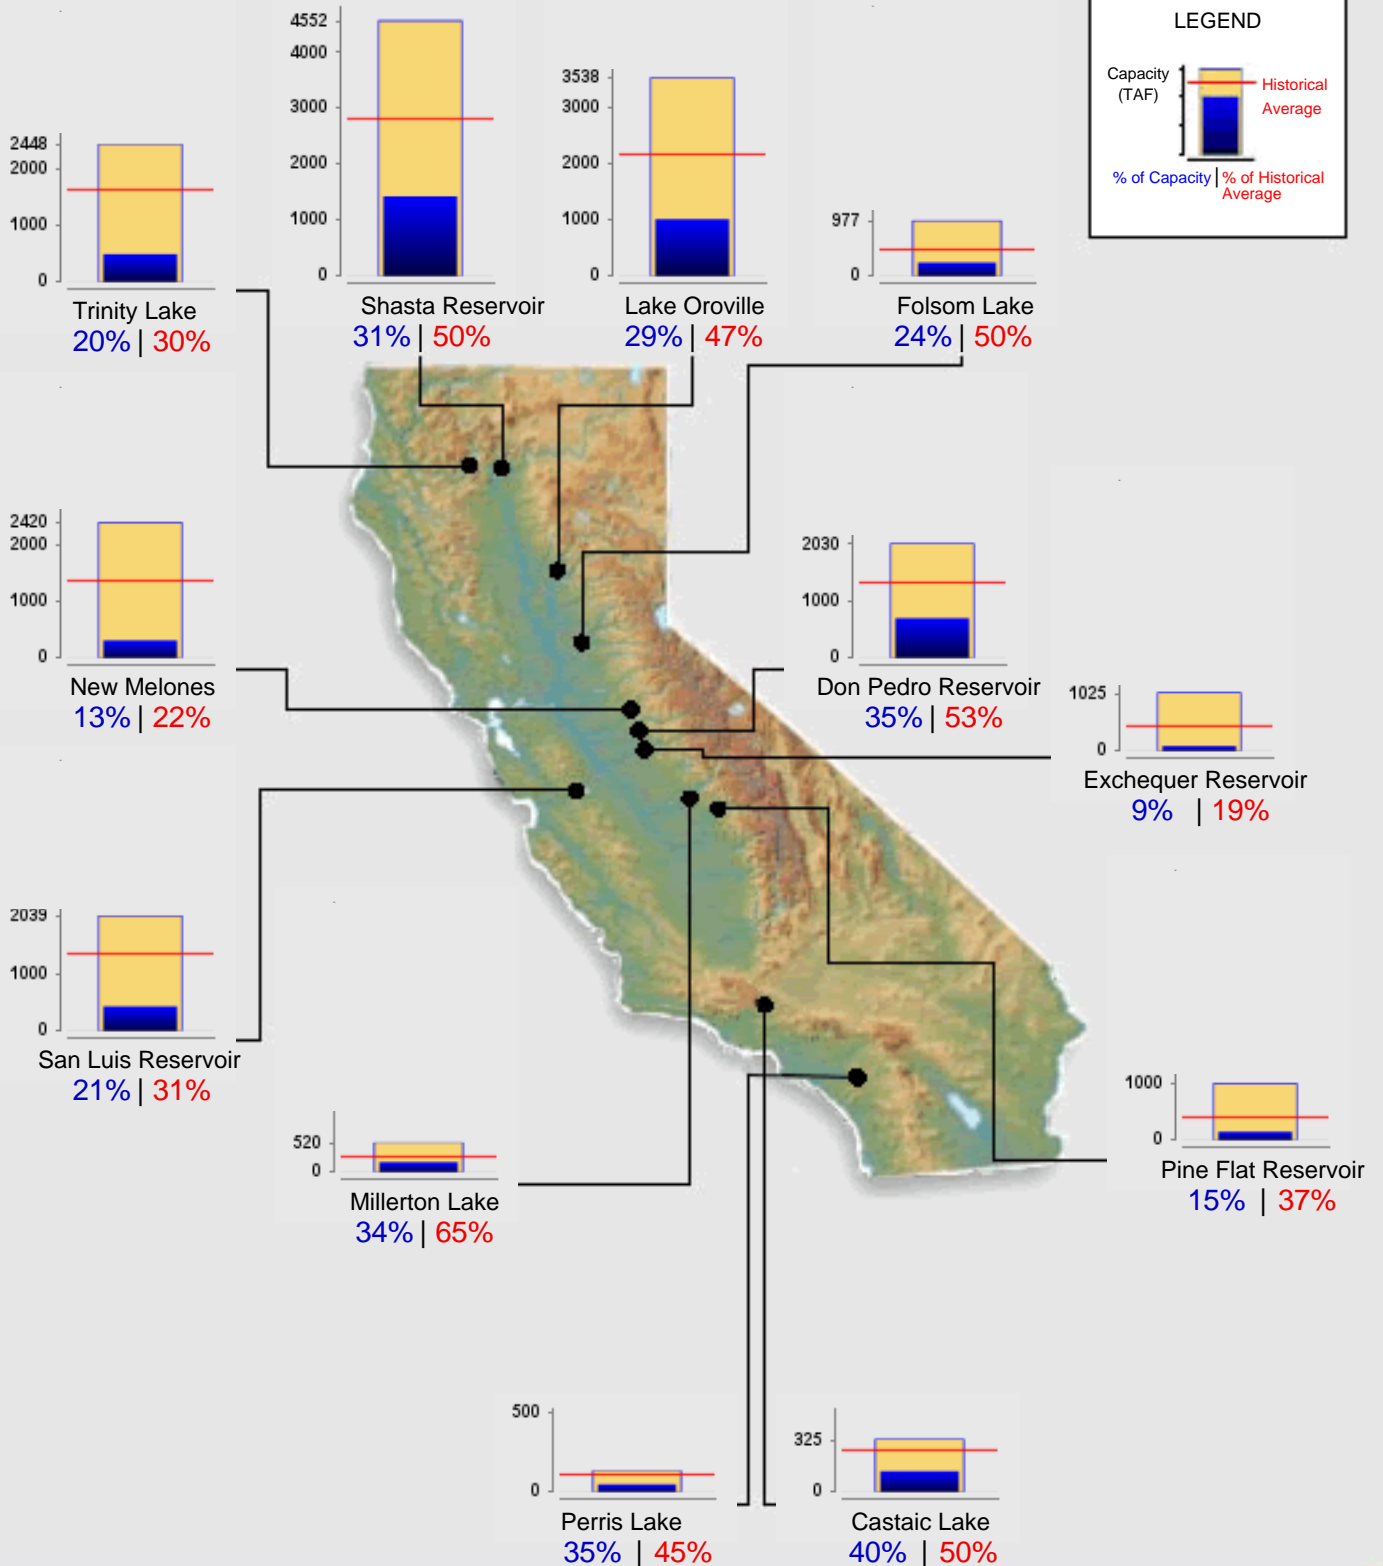 LEGEND
Capacity
(TAF)
Historical
Average
% of Capacity | % of Historical
Average
4552
4000
3000
2000
1000
0
Shasta Reservoir
31% | 50%
3538
3000
2000
1000
0
Lake Oroville
29% | 47%
977
0
Folsom Lake
24% | 50%
2448
2000
1000
0
Trinity Lake
20% | 30%
2420
2000
1000
0
New Melones
13% | 22%
2030
1000
0
Don Pedro Reservoir
35% | 53%
1025
0
Exchequer Reservoir
9% | 19%
2039
1000
0
San Luis Reservoir
21% | 31%
520
0
Millerton Lake
34% | 65%
1000
0
Pine Flat Reservoir
15% | 37%
500
0
Perris Lake
35% | 45%
325
0
Castaic Lake
40% | 50%